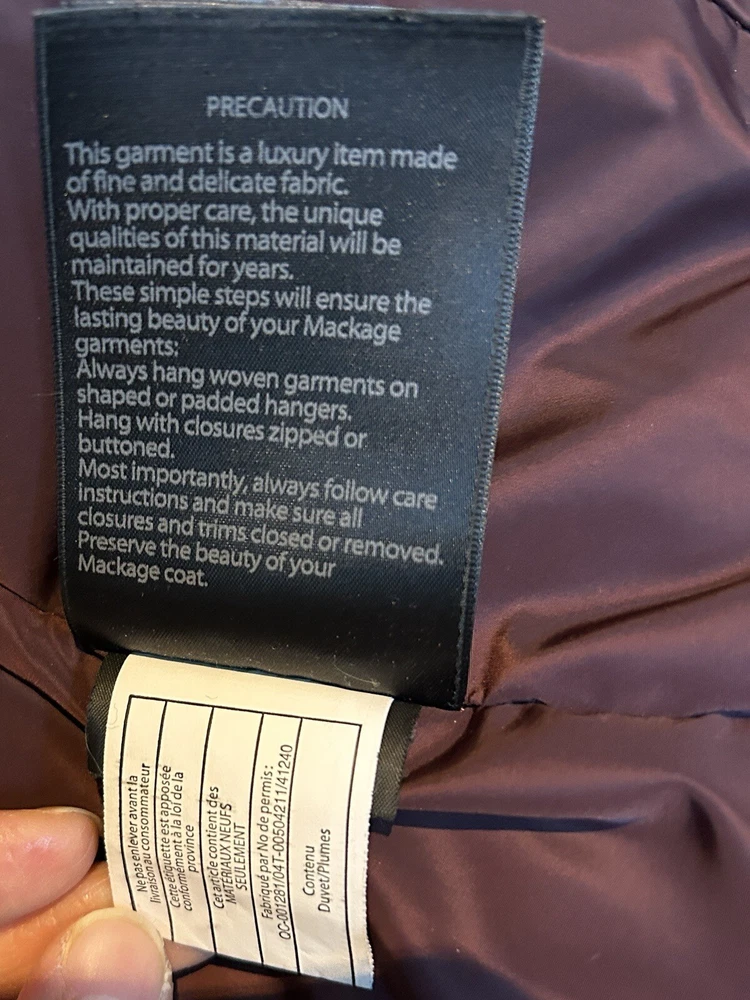 PRECAUTION
This garment is a luxury item made
of fine and delicate fabric.
With proper care, the unique
qualities of this material will be
maintained for years.
These simple steps will ensure the
lasting beauty of your Mackage
garments:
Always hang woven garments on
shaped or padded hangers.
Hang with closures zipped or
buttoned.
Most importantly, always follow care
instructions and make sure all
closures and trims closed or removed.
Preserve the beauty of your
Mackage coat.
Ne pas enlever avant la
livraison au consommateur
Cette étiquette est apposée
conformément à la loi de la
province
Cet article contient des
MATERIAUX NEUFS
SEULEMENT
Fabriqué par No de permis:
OC-001281/04T-00504211/41240
Contenu
Duvet/Plumes